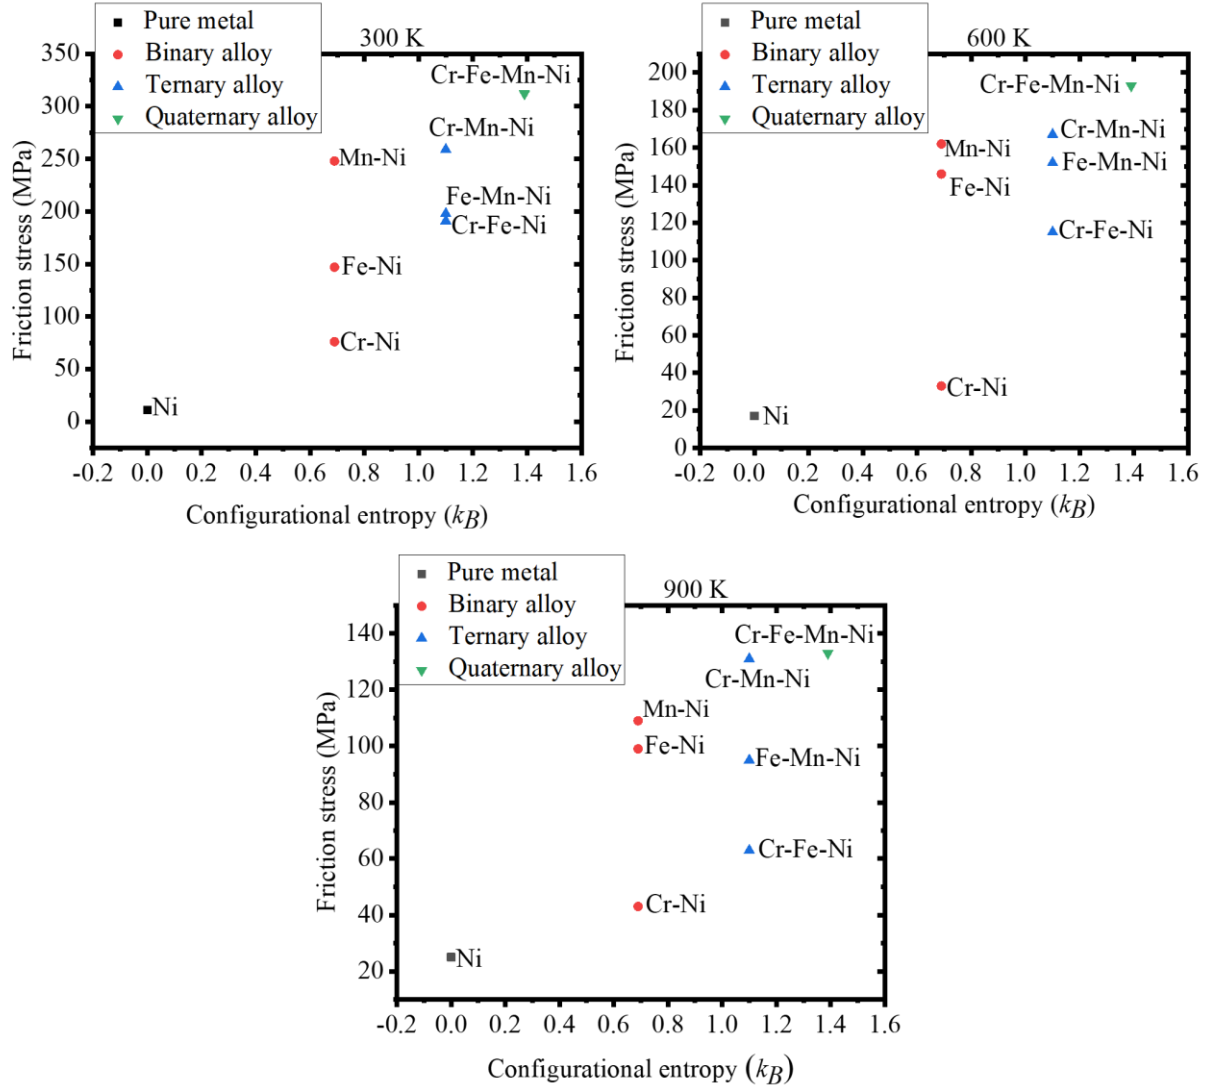 Pure metal
Binary alloy
Ternary alloy
Quaternary alloy
300 K
350
300
250
200
150
100
50
0
Friction stress (MPa)
Cr-Fe-Mn-Ni
Cr-Mn-Ni
Mn-Ni
Fe-Mn-Ni
Cr-Fe-Ni
Fe-Ni
Cr-Ni
Ni
-0.2 0.0 0.2 0.4 0.6 0.8 1.0 1.2 1.4 1.6
Configurational entropy (k_B)
Pure metal
Binary alloy
Ternary alloy
Quaternary alloy
600 K
200
180
160
140
120
100
80
60
40
20
0
Friction stress (MPa)
Cr-Fe-Mn-Ni
Cr-Mn-Ni
Mn-Ni
Fe-Mn-Ni
Fe-Ni
Cr-Fe-Ni
Cr-Ni
Ni
-0.2 0.0 0.2 0.4 0.6 0.8 1.0 1.2 1.4 1.6
Configurational entropy (k_B)
Pure metal
Binary alloy
Ternary alloy
Quaternary alloy
900 K
140
120
100
80
60
40
20
Friction stress (MPa)
Cr-Fe-Mn-Ni
Cr-Mn-Ni
Mn-Ni
Fe-Ni
Fe-Mn-Ni
Cr-Fe-Ni
Cr-Ni
Ni
-0.2 0.0 0.2 0.4 0.6 0.8 1.0 1.2 1.4 1.6
Configurational entropy (k_B)